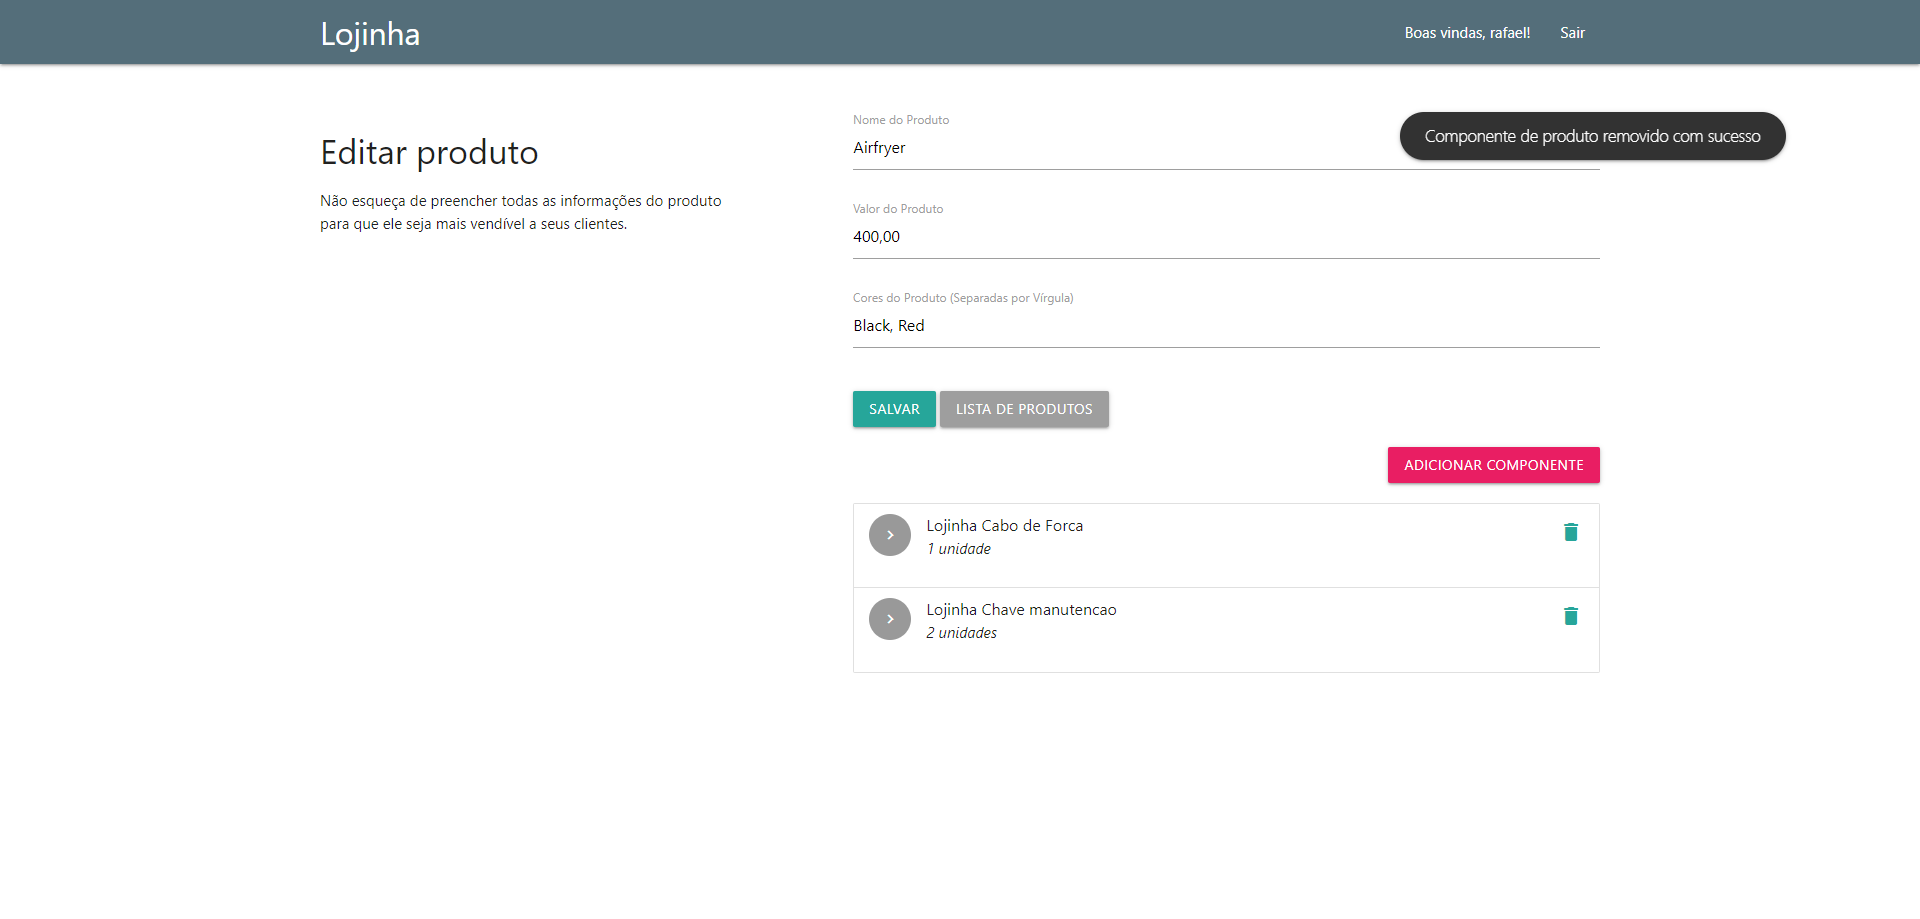 Lojinha
Boas vindas, rafael!
Sair
Editar produto
Não esqueça de preencher todas as informações do produto
para que ele seja mais vendível a seus clientes.
Componente de produto removido com sucesso
Nome do Produto
Airfryer
Valor do Produto
400,00
Cores do Produto (Separadas por Vírgula)
Black, Red
SALVAR
LISTA DE PRODUTOS
ADICIONAR COMPONENTE
Lojinha Cabo de Forca
1 unidade
Lojinha Chave manutencao
2 unidades